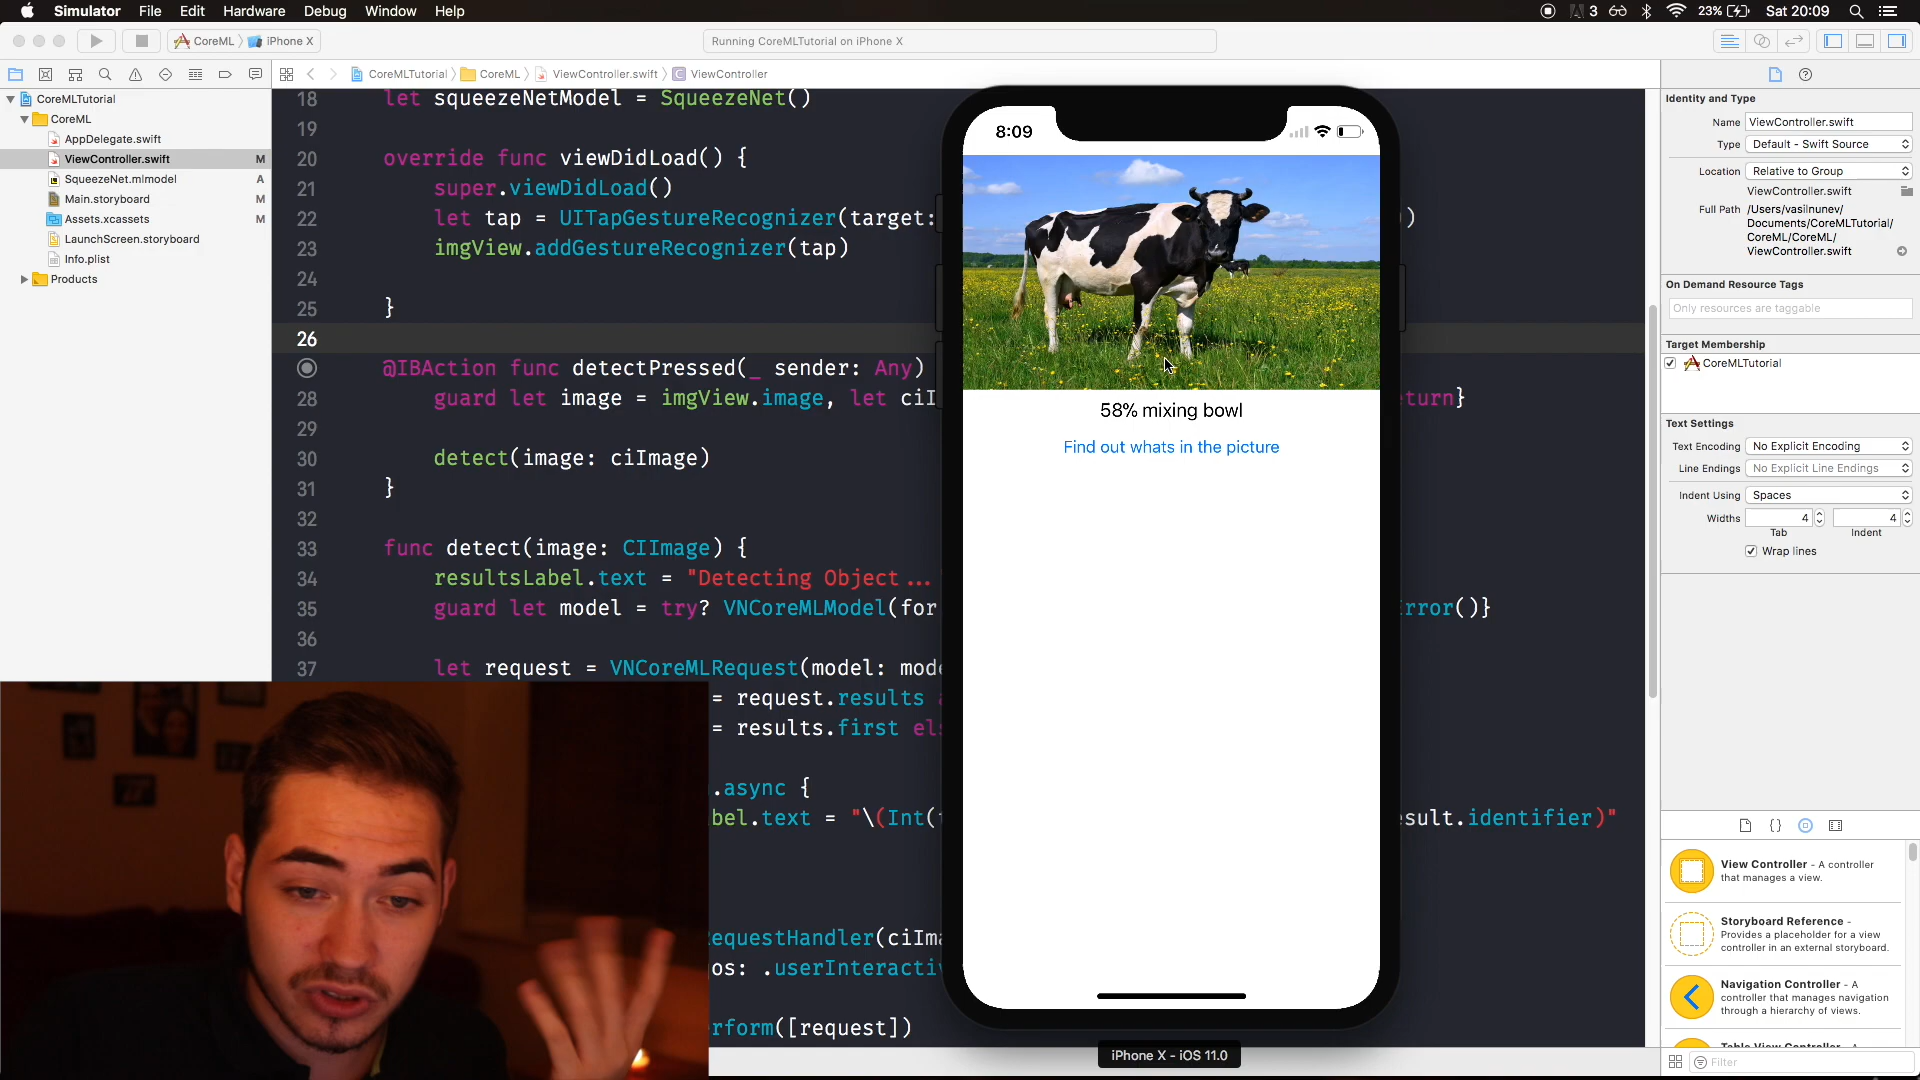 Simulator File Edit Hardware Debug Window Help
3 23% Sat 20:09
CoreML iPhone X
Running CoreMLTutorial on iPhone X
CoreMLTutorial CoreML ViewController.swift C ViewController
CoreMLTutorial
CoreML
AppDelegate.swift
ViewController.swift M
SqueezeNet.mlmodel A
Main.storyboard M
Assets.xcassets M
LaunchScreen.storyboard
Info.plist
Products
18 let squeezeNetModel = SqueezeNet()
19
20 override func viewDidLoad() {
21 super.viewDidLoad()
22 let tap = UITapGestureRecognizer(target: )
23 imgView.addGestureRecognizer(tap)
24
25 }
26
@IBAction func detectPressed(_ sender: Any)
28 guard let image = imgView.image, let ciI eturn}
29
30 detect(image: ciImage)
31 }
32
33 func detect(image: CIImage) {
34 resultsLabel.text = "Detecting Object...
35 guard let model = try? VNCoreMLModel(for rror()}
36
37 let request = VNCoreMLRequest(model: mod
= request.results a
= results.first els
.async {
bel.text = "\(Int( esult.identifier)"
equestHandler(ciIma
os: .userInteractiv
rform([request])
8:09
58% mixing bowl
Find out whats in the picture
iPhone X - iOS 11.0
Identity and Type
Name ViewController.swift
Type Default - Swift Source
Location Relative to Group
ViewController.swift
Full Path /Users/vasilnunev/
Documents/CoreMLTutorial/
CoreML/CoreML/
ViewController.swift
On Demand Resource Tags
Only resources are taggable
Target Membership
CoreMLTutorial
Text Settings
Text Encoding No Explicit Encoding
Line Endings No Explicit Line Endings
Indent Using Spaces
Widths 4 4
Tab Indent
Wrap lines
{}
View Controller - A controller
that manages a view.
Storyboard Reference -
Provides a placeholder for a view
controller in an external storyboard.
Navigation Controller - A
controller that manages navigation
through a hierarchy of views.
Table View Controller - A
Filter